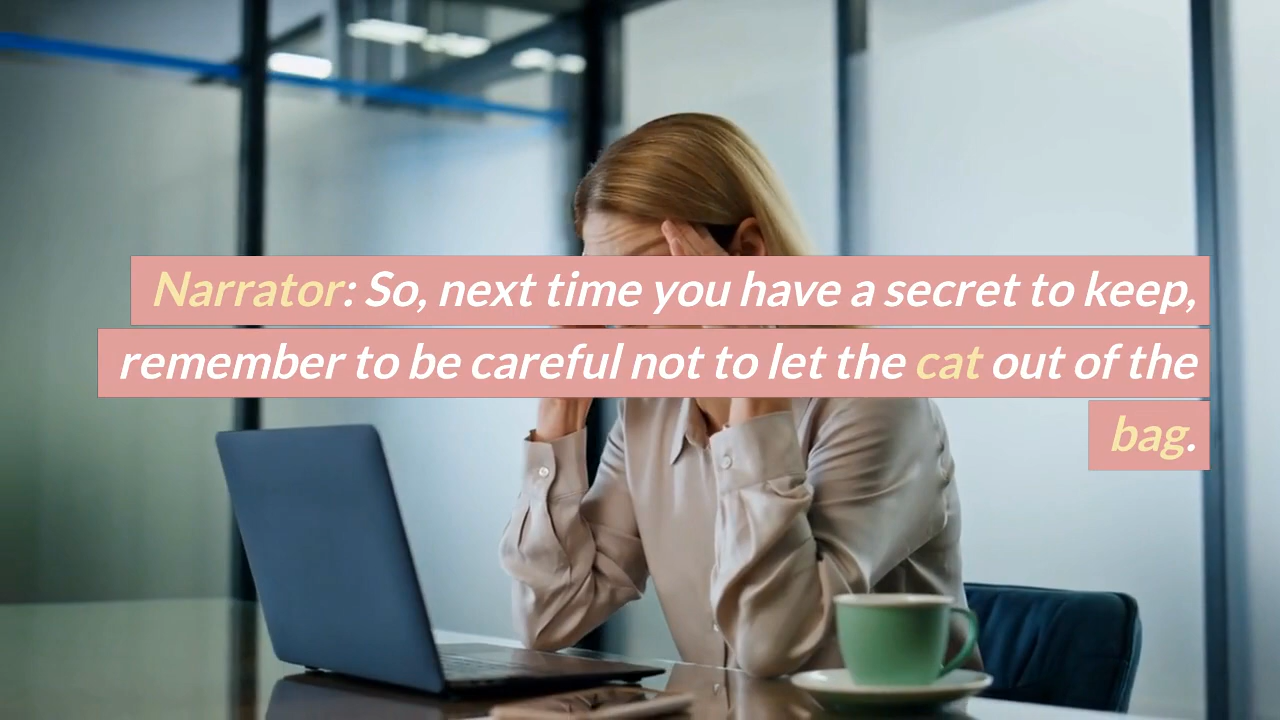 Narrator: So, next time you have a secret to keep,
remember to be careful not to let the cat out of the
bag.